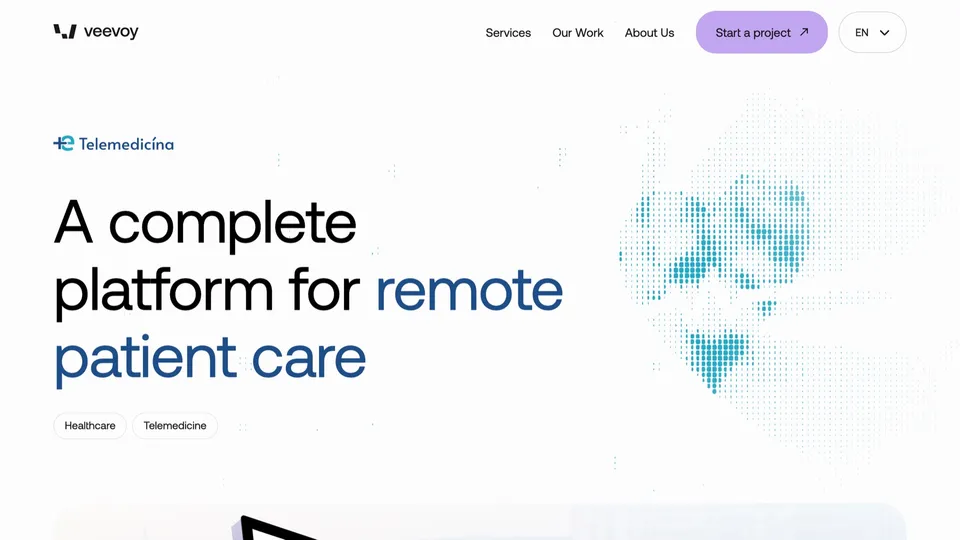 veevoy
Services
Our Work
About Us
Start a project
EN
Telemedicína
A complete
platform for remote
patient care
Healthcare
Telemedicine